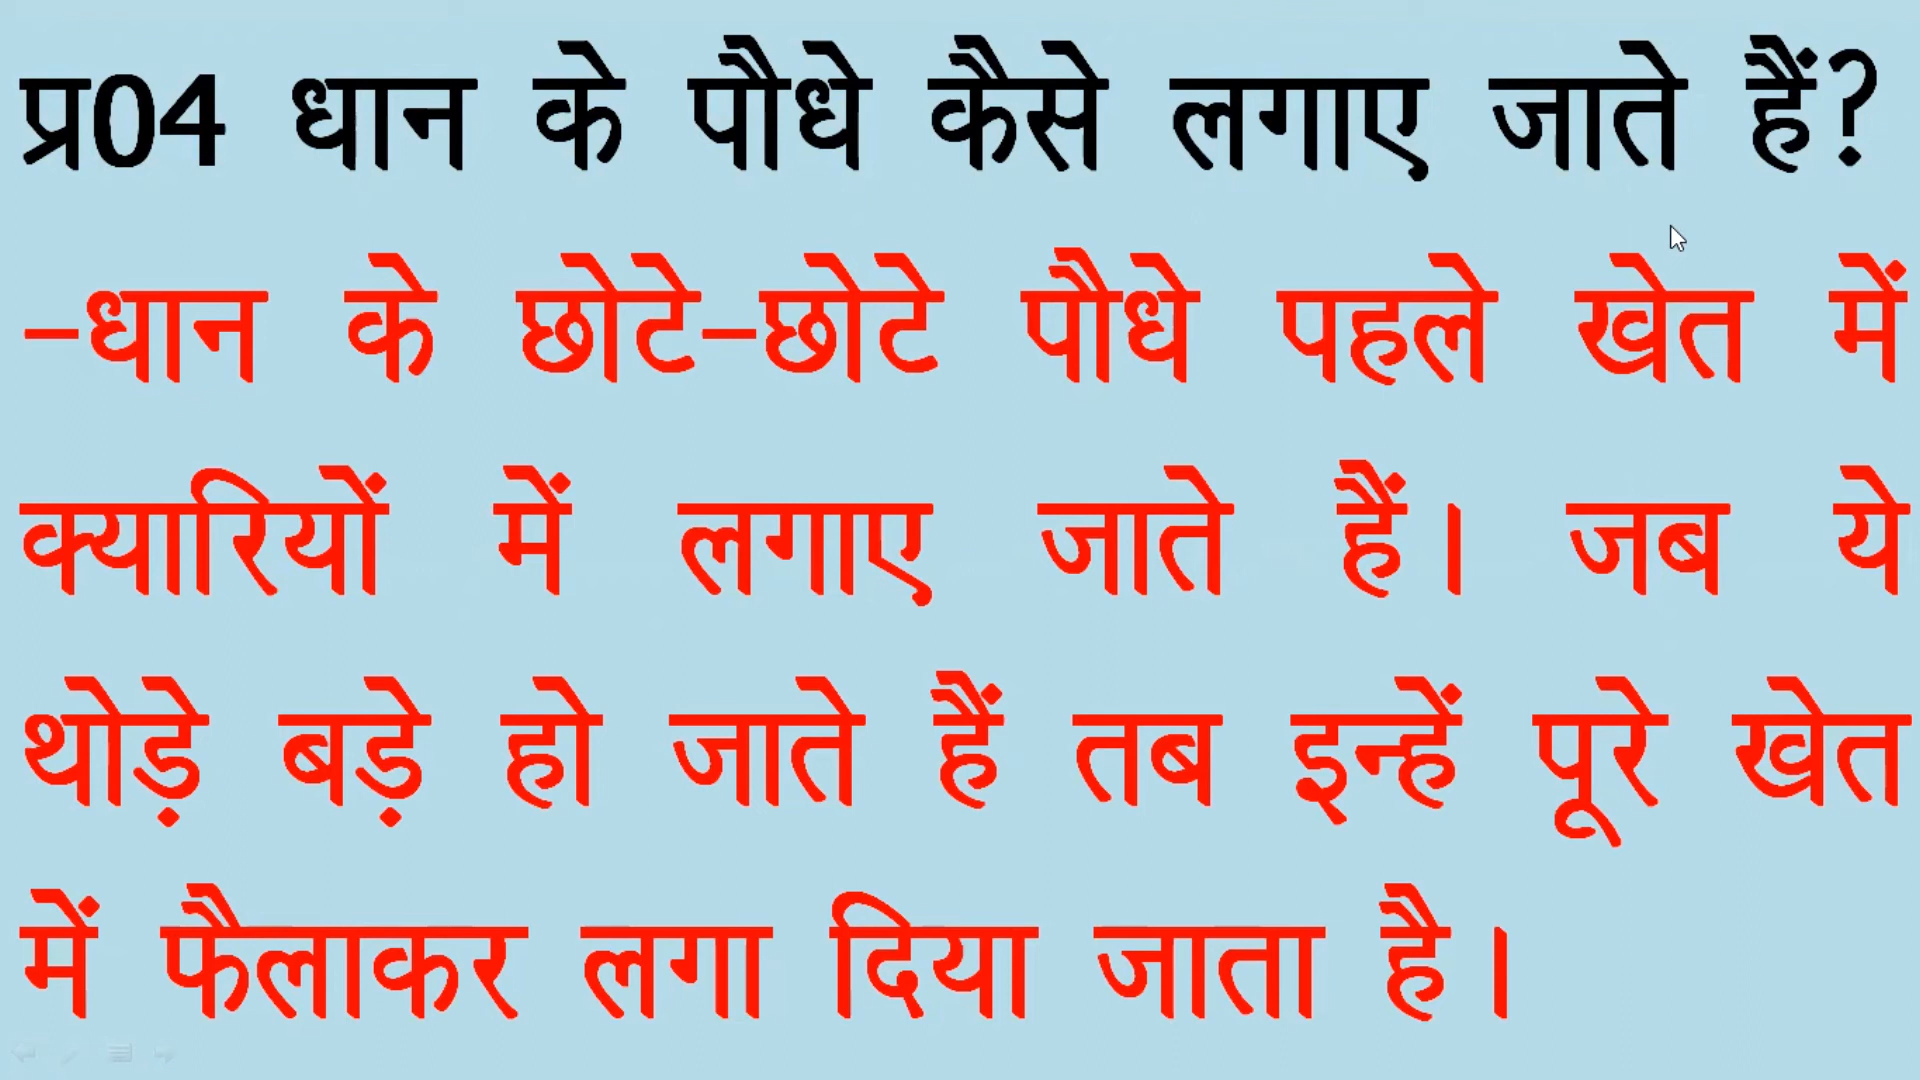 प्र04 धान के पौधे कैसे लगाए जाते हैं?
–धान के छोटे–छोटे पौधे पहले खेत में
क्यारियों में लगाए जाते हैं। जब ये
थोड़े बड़े हो जाते हैं तब इन्हें पूरे खेत
में फैलाकर लगा दिया जाता है।